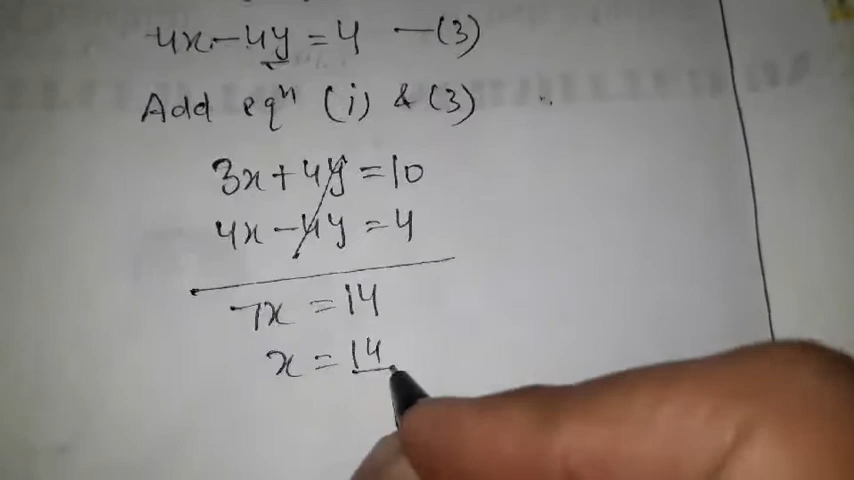 4x-4y=4 —(3)
Add eqⁿ (i) & (3)
3x+4y=10
4x-4y=4
7x=14
x=14